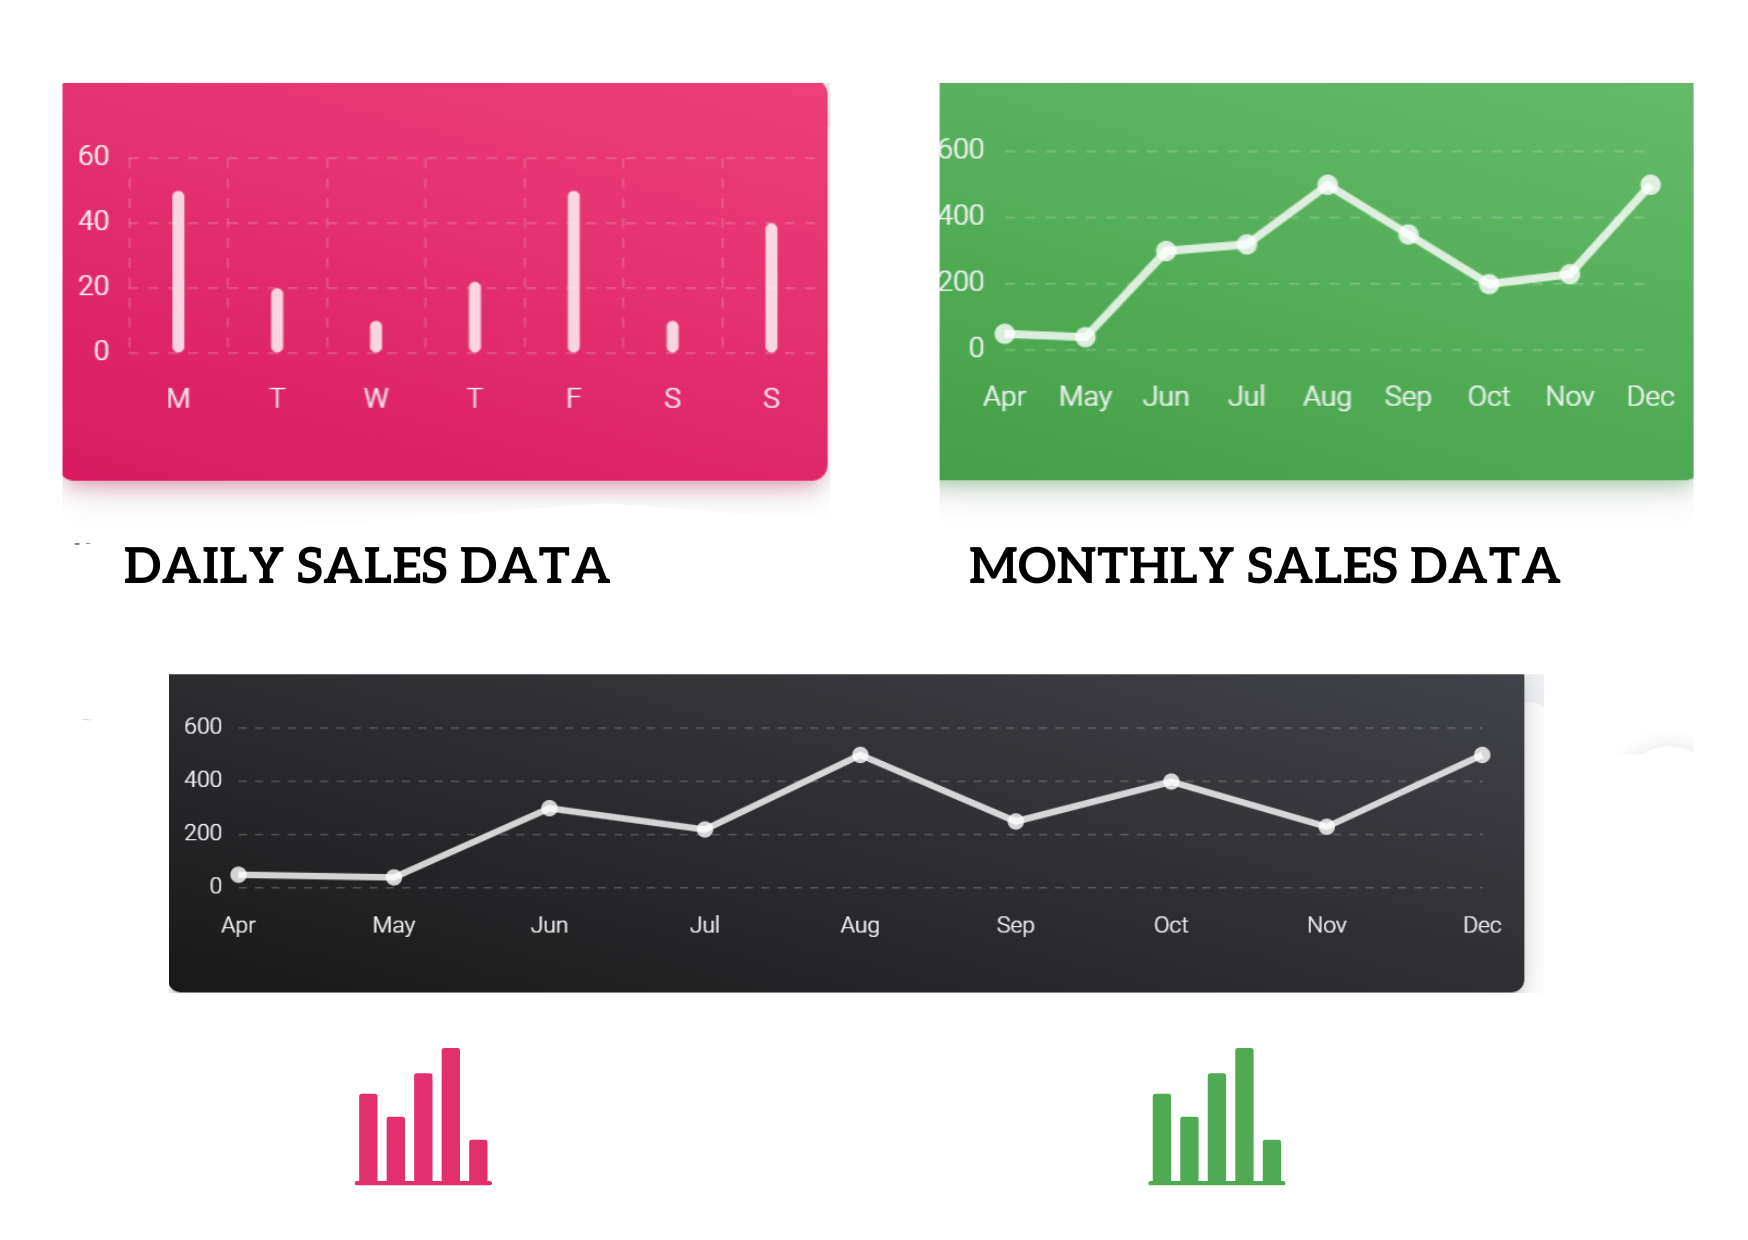 60
40
20
0
M T W T F S S
600
400
200
0
Apr May Jun Jul Aug Sep Oct Nov Dec
DAILY SALES DATA
MONTHLY SALES DATA
600
400
200
0
Apr May Jun Jul Aug Sep Oct Nov Dec